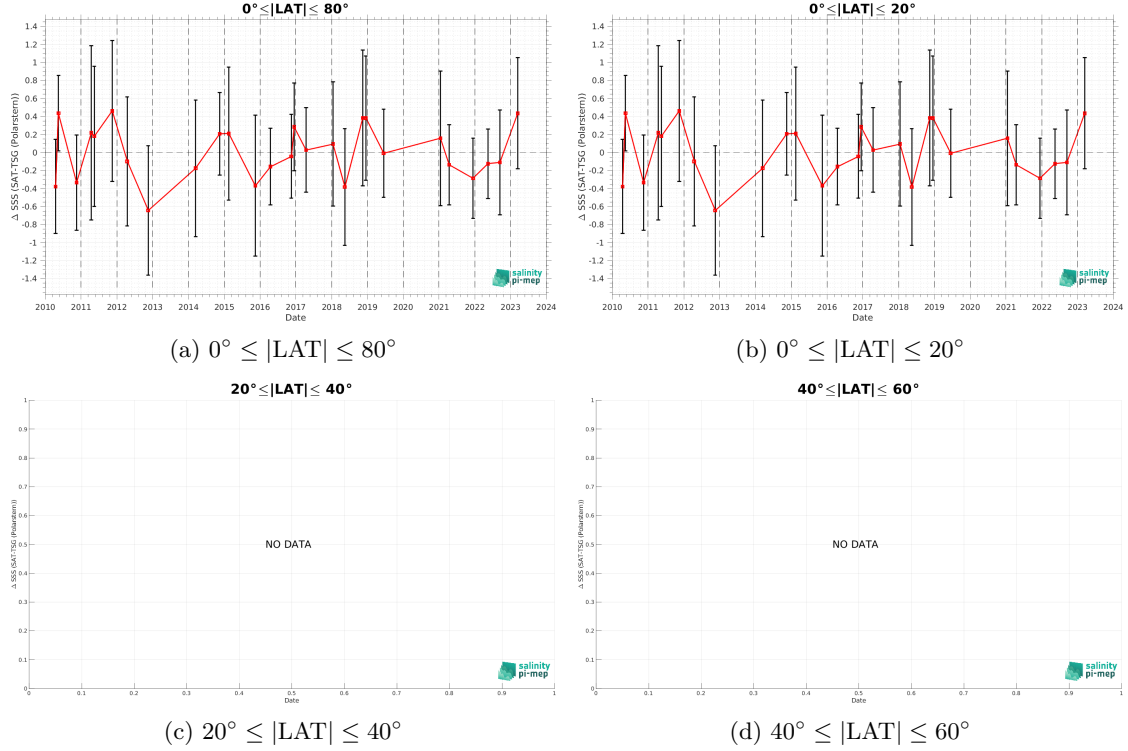 0°≤|LAT|≤ 80°
Δ SSS (SAT-TSG (Polarstern))
1.4
1.2
1
0.8
0.6
0.4
0.2
0
-0.2
-0.4
-0.6
-0.8
-1
-1.2
-1.4
2010 2011 2012 2013 2014 2015 2016 2017 2018 2019 2020 2021 2022 2023 2024
Date
salinity
pi-mep
(a) 0° ≤ |LAT| ≤ 80°
0°≤|LAT|≤ 20°
Δ SSS (SAT-TSG (Polarstern))
1.4
1.2
1
0.8
0.6
0.4
0.2
0
-0.2
-0.4
-0.6
-0.8
-1
-1.2
-1.4
2010 2011 2012 2013 2014 2015 2016 2017 2018 2019 2020 2021 2022 2023 2024
Date
salinity
pi-mep
(b) 0° ≤ |LAT| ≤ 20°
20°≤|LAT|≤ 40°
Δ SSS (SAT-TSG (Polarstern))
1
0.9
0.8
0.7
0.6
0.5
0.4
0.3
0.2
0.1
0
NO DATA
0 0.1 0.2 0.3 0.4 0.5 0.6 0.7 0.8 0.9 1
Date
salinity
pi-mep
(c) 20° ≤ |LAT| ≤ 40°
40°≤|LAT|≤ 60°
Δ SSS (SAT-TSG (Polarstern))
1
0.9
0.8
0.7
0.6
0.5
0.4
0.3
0.2
0.1
0
NO DATA
0 0.1 0.2 0.3 0.4 0.5 0.6 0.7 0.8 0.9 1
Date
salinity
pi-mep
(d) 40° ≤ |LAT| ≤ 60°